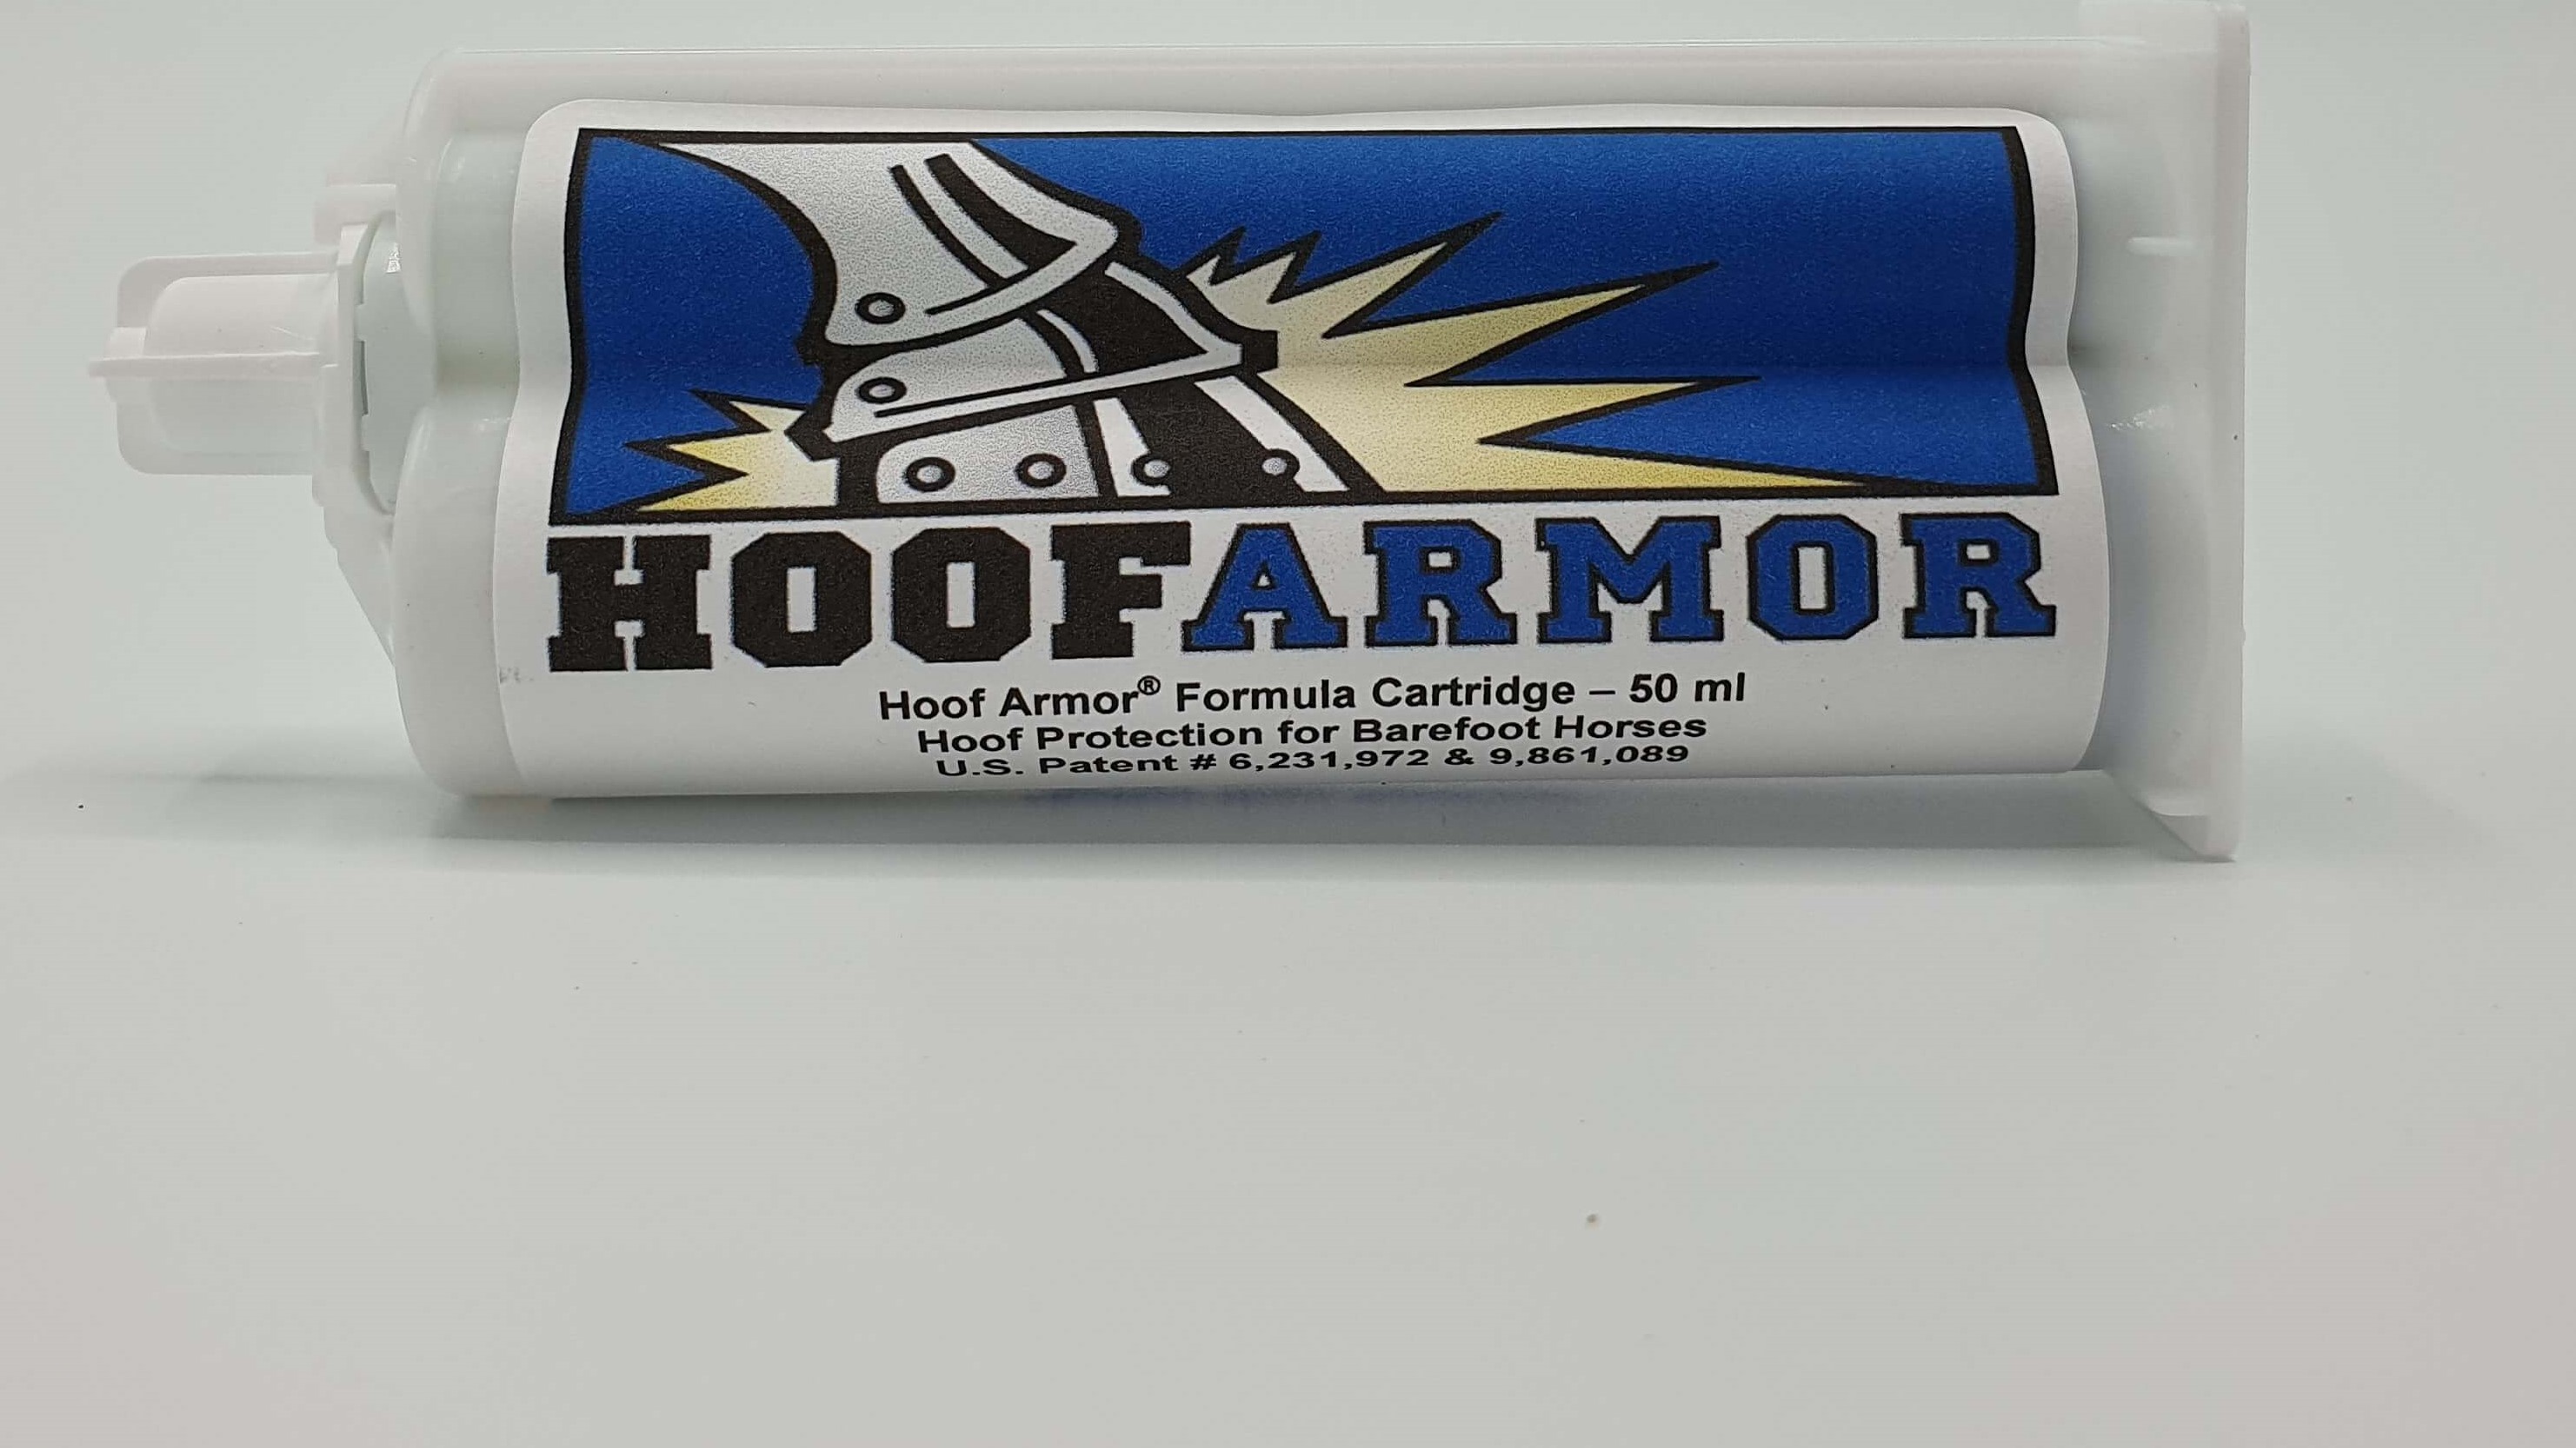 HOOFARMOR
Hoof Armor® Formula Cartridge – 50 ml
Hoof Protection for Barefoot Horses
U.S. Patent # 6,231,972 & 9,861,089